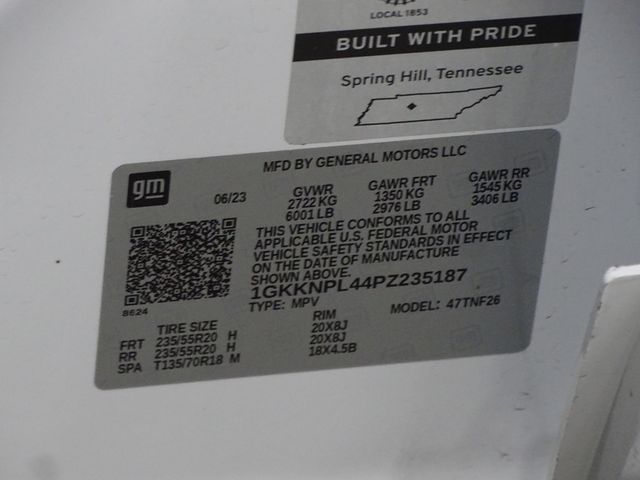 LOCAL 1853
BUILT WITH PRIDE
Spring Hill, Tennessee
gm
MFD BY GENERAL MOTORS LLC
06/23
GVWR GAWR FRT GAWR RR
2722 KG 1350 KG 1545 KG
6001 LB 2976 LB 3406 LB
THIS VEHICLE CONFORMS TO ALL
APPLICABLE U.S. FEDERAL MOTOR
VEHICLE SAFETY STANDARDS IN EFFECT
ON THE DATE OF MANUFACTURE
SHOWN ABOVE.
1GKKNPL44PZ235187
TYPE: MPV MODEL: 47TNF26
8624
TIRE SIZE RIM
FRT 235/55R20 H 20X8J
RR 235/55R20 H 20X8J
SPA T135/70R18 M 18X4.5B